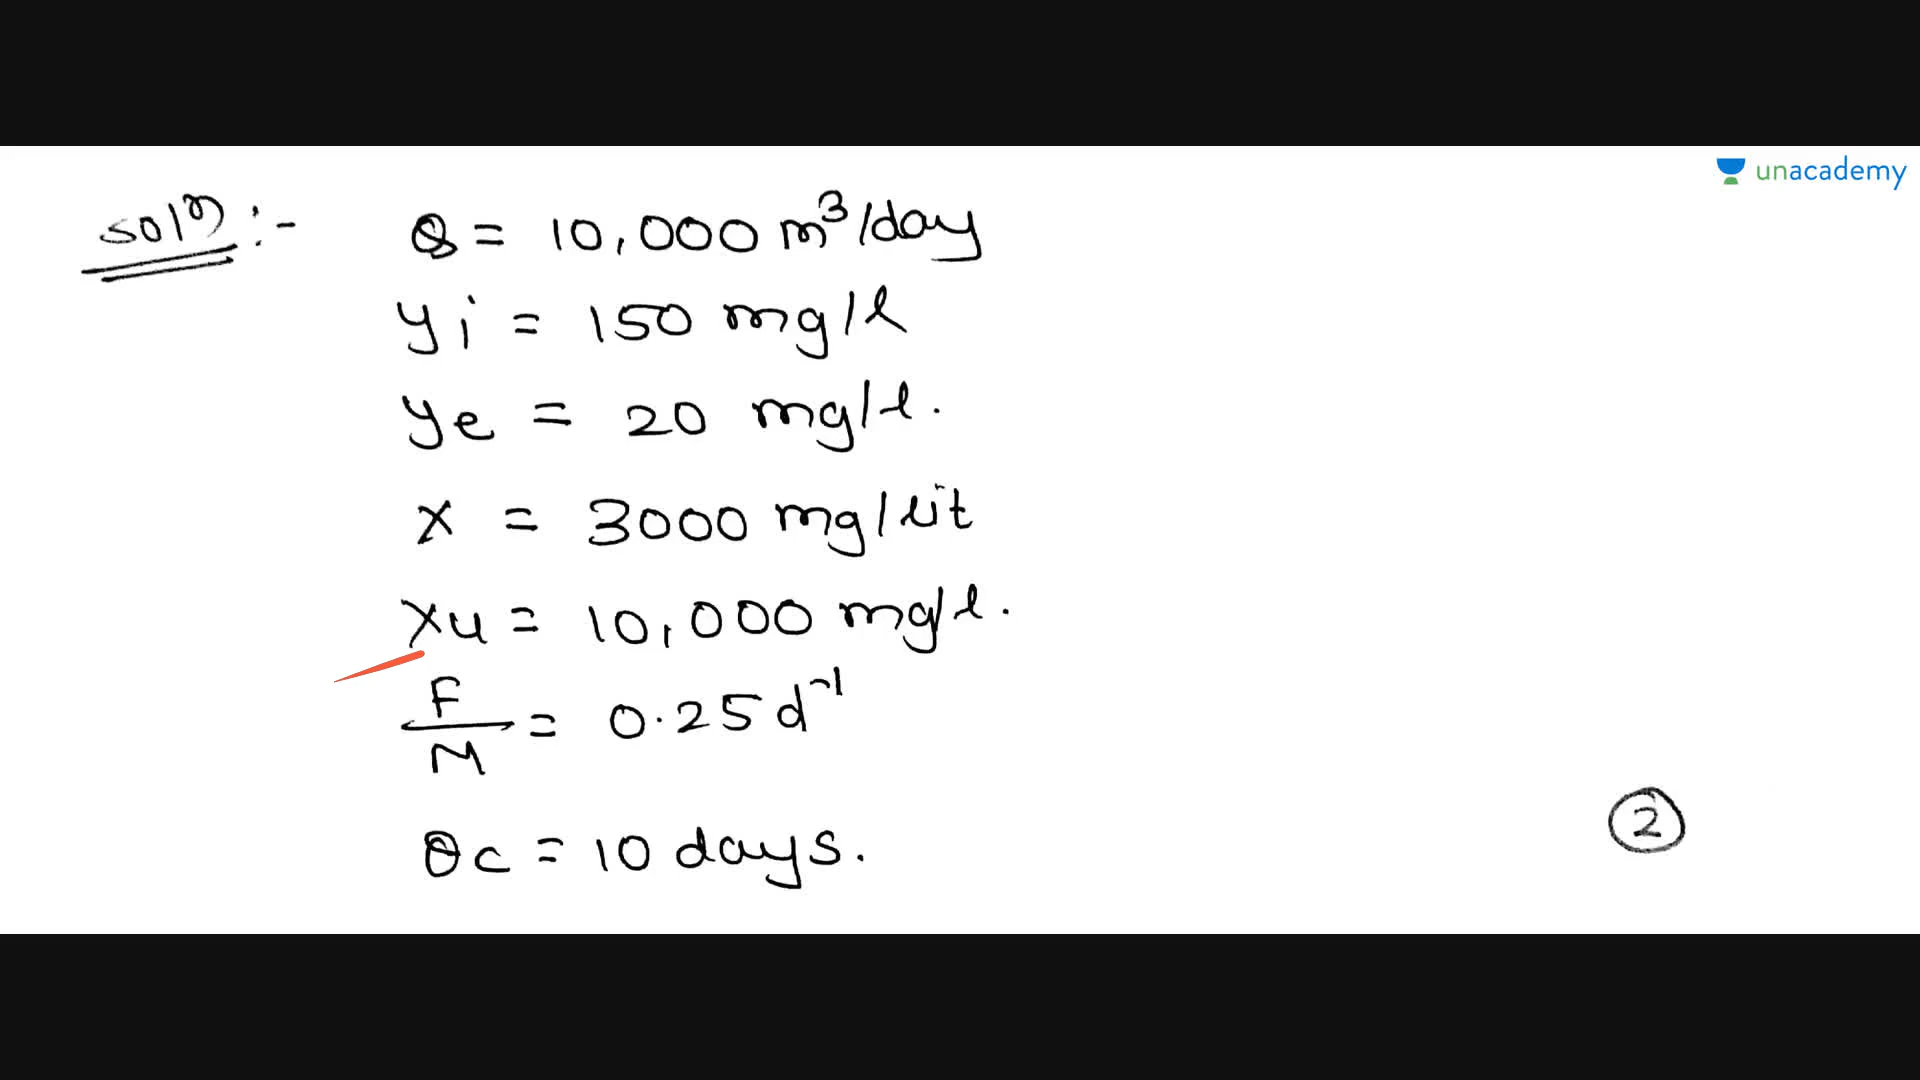 unacademy
Soln :- Q = 10,000 m³/day
yi = 150 mg/l
ye = 20 mg/l.
X = 3000 mg/lit
Xu = 10,000 mg/l.
F/M = 0.25 d⁻¹
θc = 10 days.
2